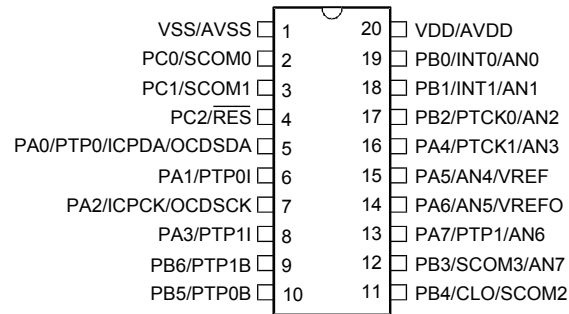 VSS/AVSS 1 20 VDD/AVDD
PC0/SCOM0 2 19 PB0/INT0/AN0
PC1/SCOM1 3 18 PB1/INT1/AN1
PC2/RES 4 17 PB2/PTCK0/AN2
PA0/PTP0/ICPDA/OCDSDA 5 16 PA4/PTCK1/AN3
PA1/PTP0I 6 15 PA5/AN4/VREF
PA2/ICPCK/OCDSCK 7 14 PA6/AN5/VREFO
PA3/PTP1I 8 13 PA7/PTP1/AN6
PB6/PTP1B 9 12 PB3/SCOM3/AN7
PB5/PTP0B 10 11 PB4/CLO/SCOM2